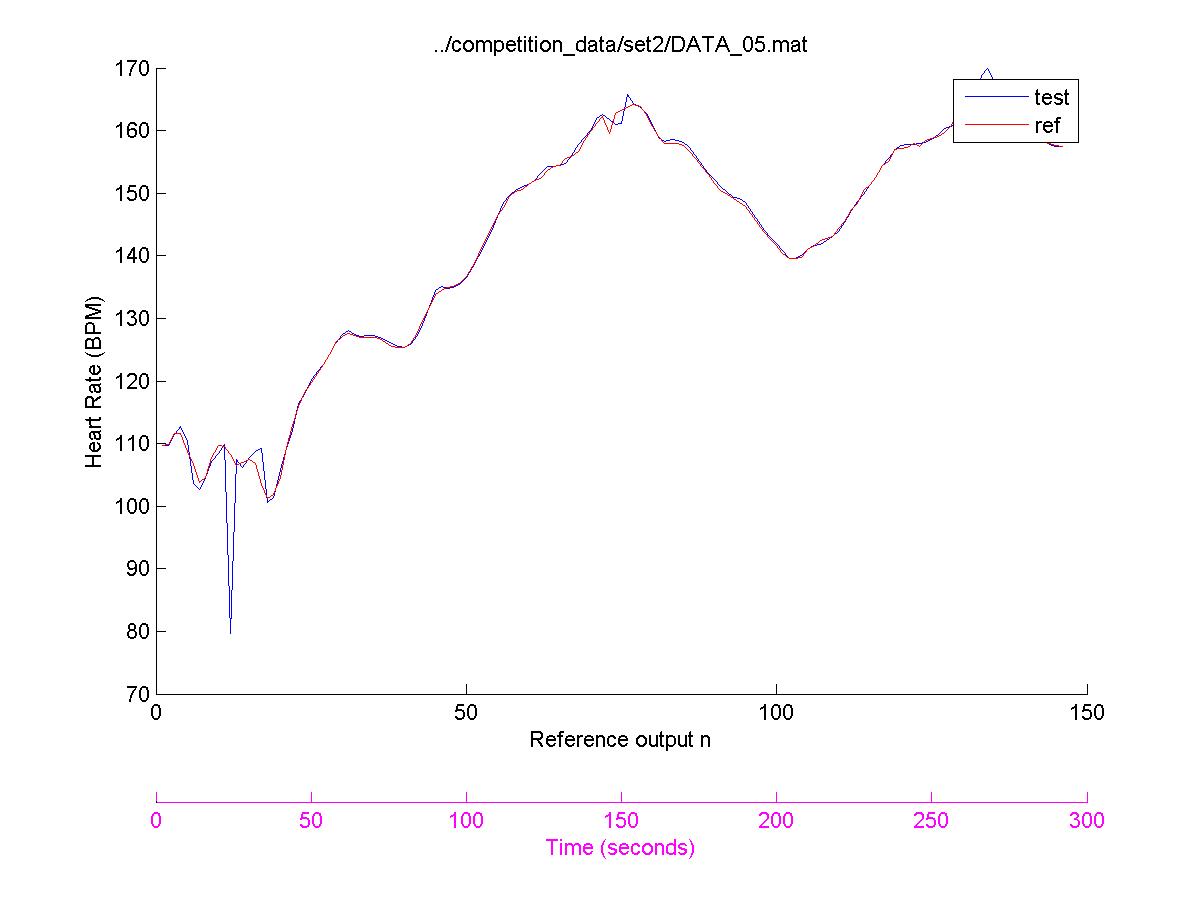 ../competition_data/set2/DATA_05.mat
170
160
150
140
130
120
110
100
90
80
70
Heart Rate (BPM)
test
ref
0 50 100 150
Reference output n
0 50 100 150 200 250 300
Time (seconds)